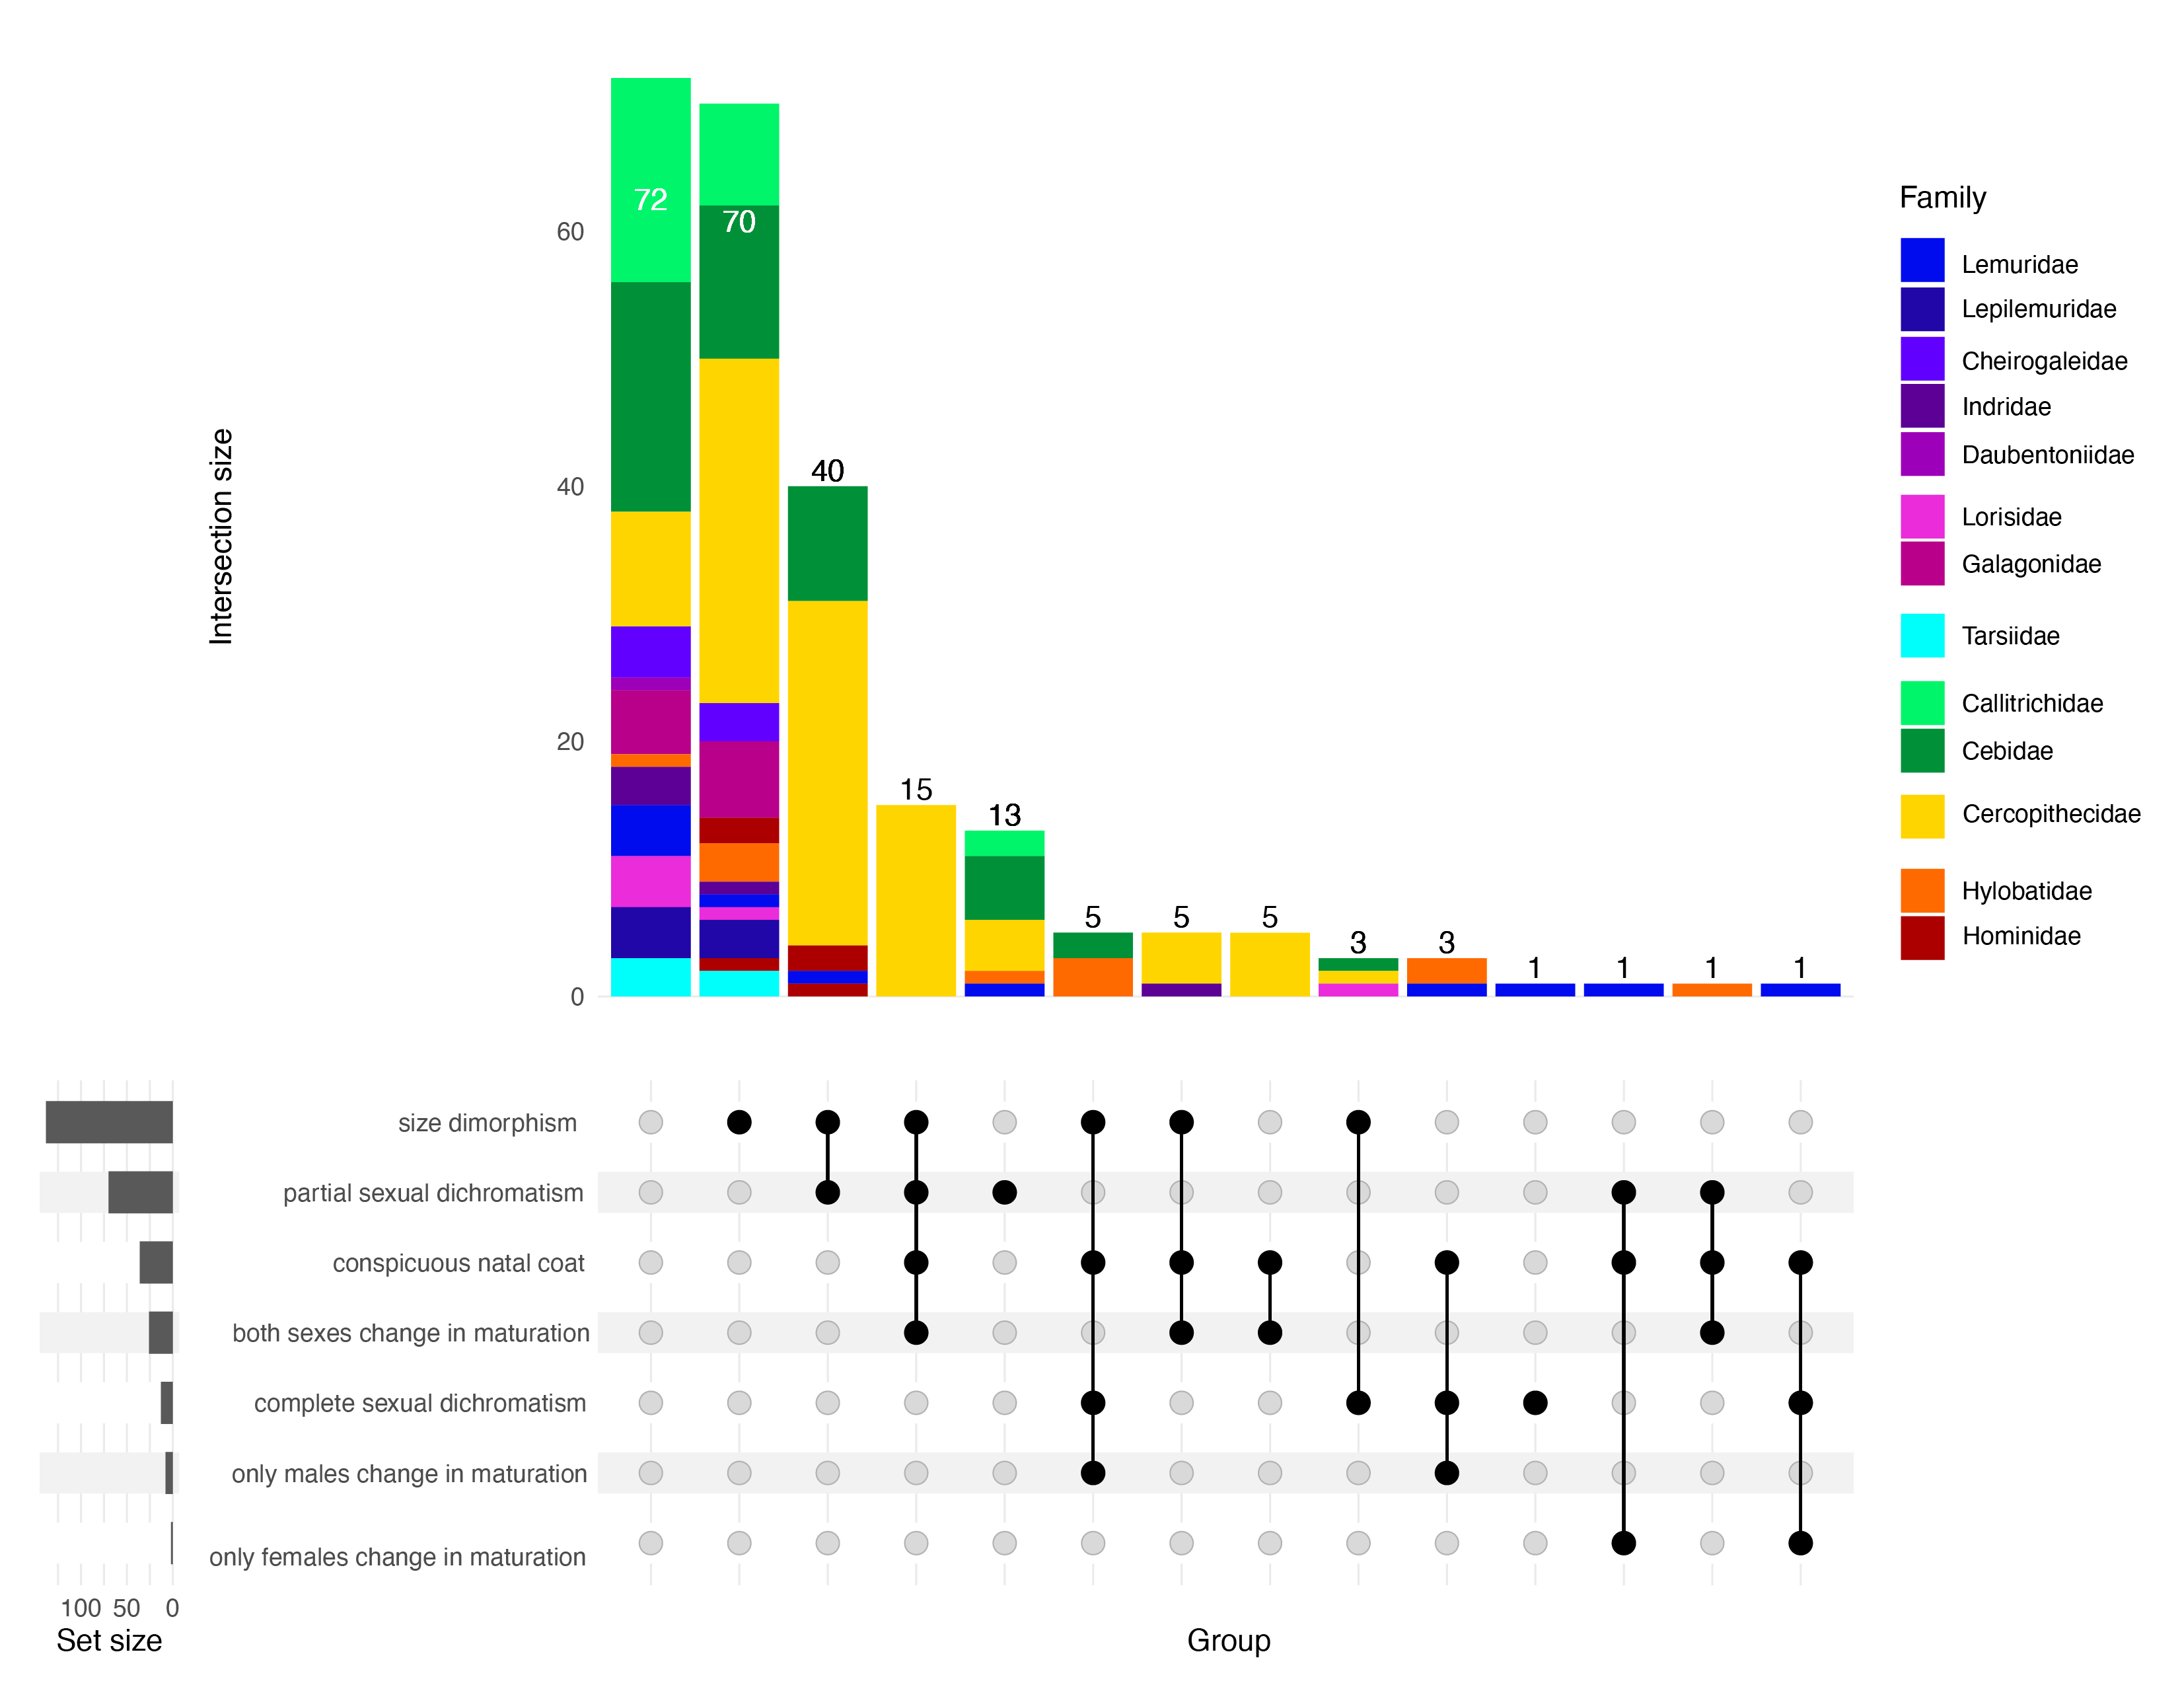 72
70
60
40
40
20
15
13
5
5
5
3
3
1
1
1
1
0
Intersection size
Family
Lemuridae
Lepilemuridae
Cheirogaleidae
Indridae
Daubentoniidae
Lorisidae
Galagonidae
Tarsiidae
Callitrichidae
Cebidae
Cercopithecidae
Hylobatidae
Hominidae
size dimorphism
partial sexual dichromatism
conspicuous natal coat
both sexes change in maturation
complete sexual dichromatism
only males change in maturation
only females change in maturation
100 50 0
Set size
Group